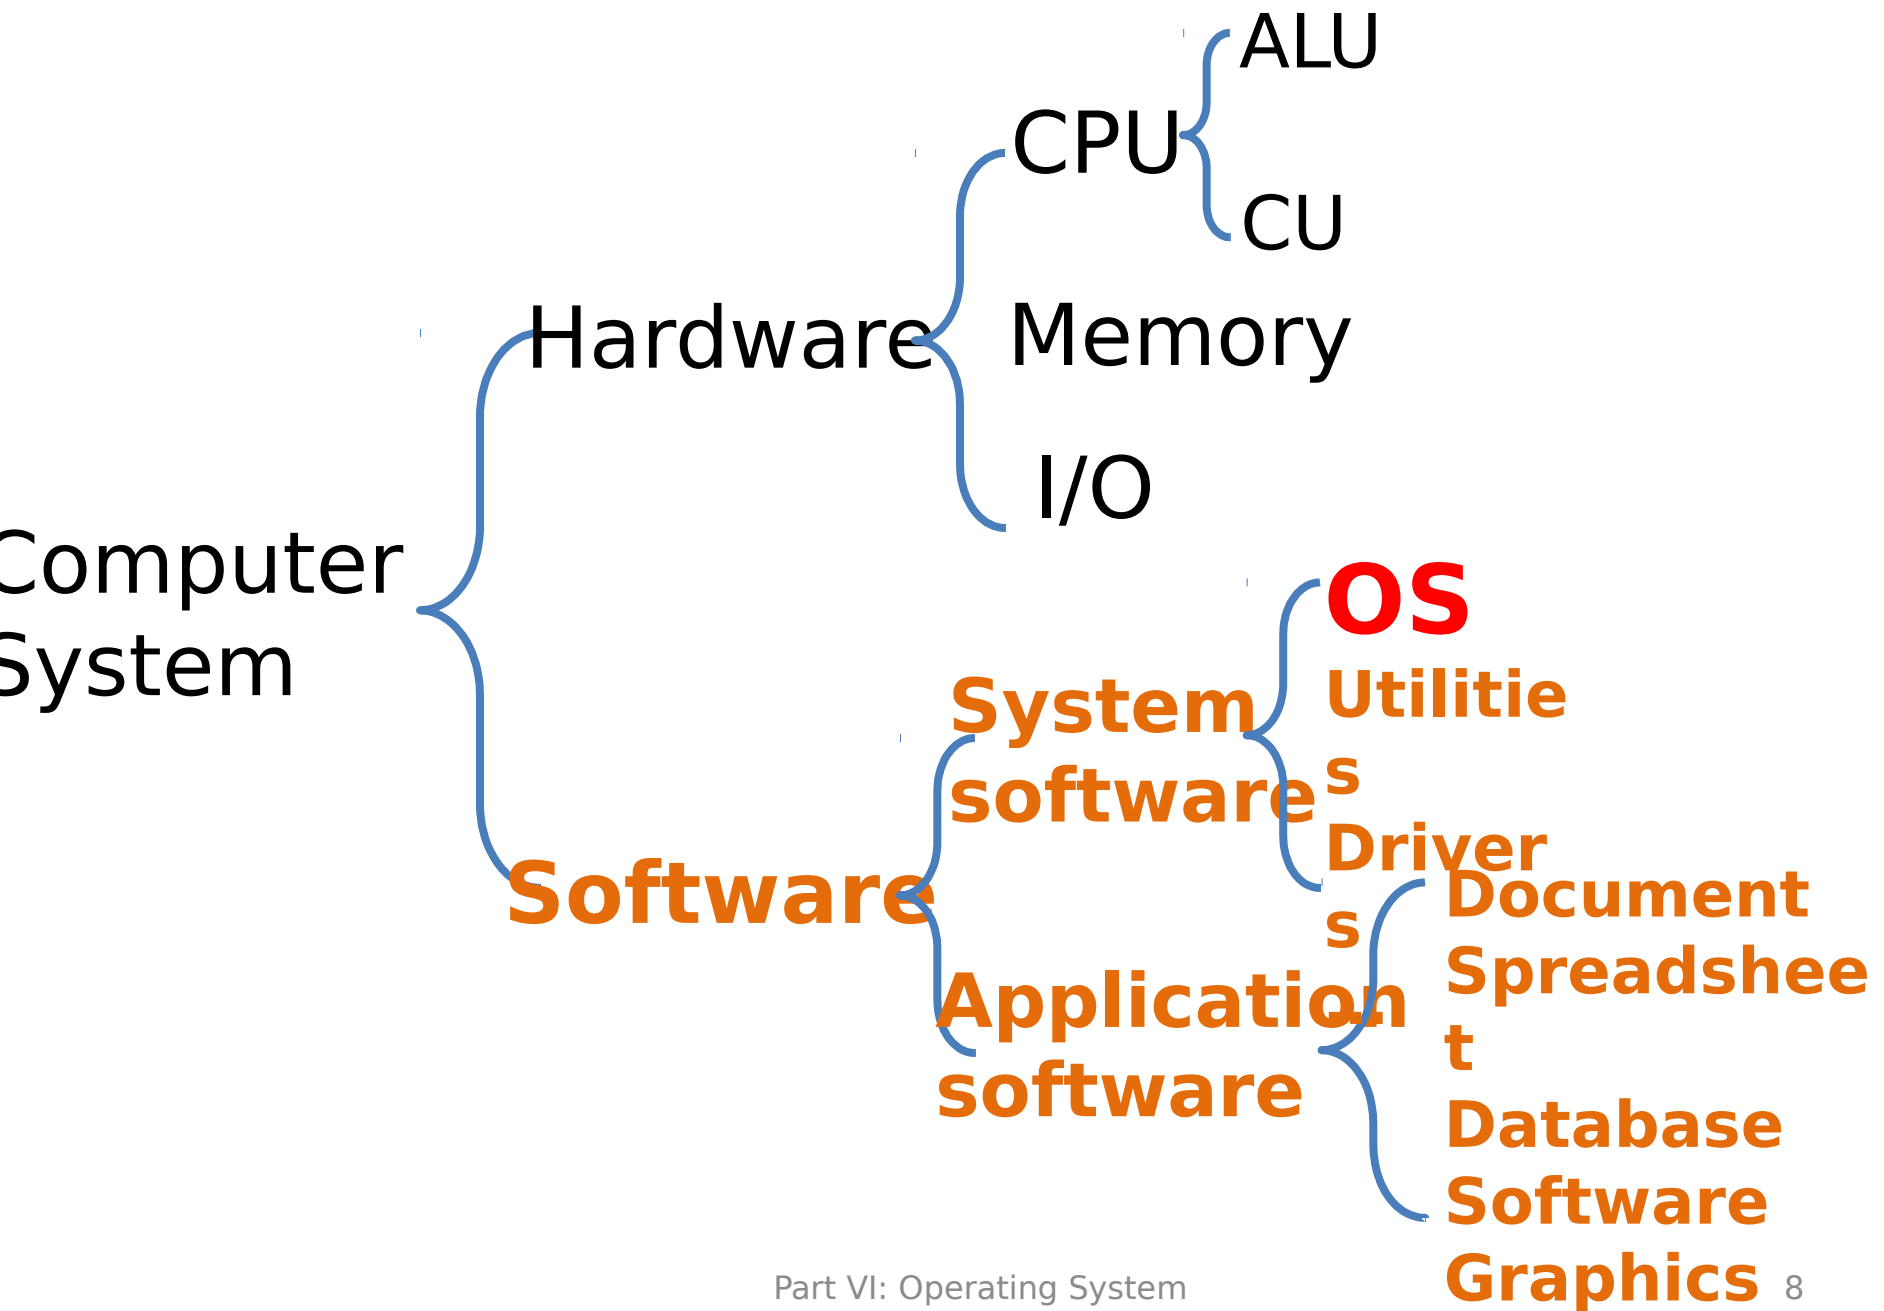 ALU
CPU
CU
Hardware
Memory
I/O
Computer
System
OS
Utilitie
s
Driver
s
...
System
software
Software
Application
software
Document
Spreadshee
t
Database
Software
Graphics
Part VI: Operating System
8